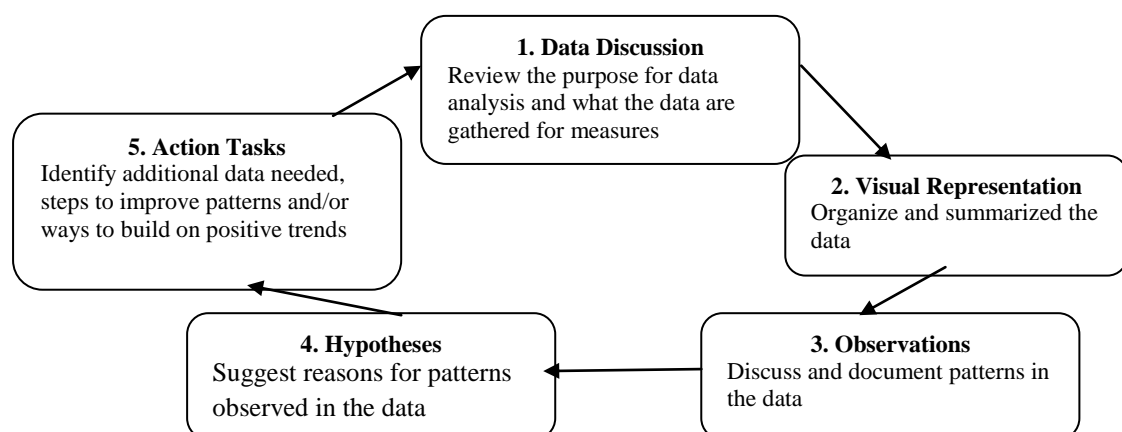 1. Data Discussion
Review the purpose for data
analysis and what the data are
gathered for measures
2. Visual Representation
Organize and summarized the
data
3. Observations
Discuss and document patterns in
the data
4. Hypotheses
Suggest reasons for patterns
observed in the data
5. Action Tasks
Identify additional data needed,
steps to improve patterns and/or
ways to build on positive trends